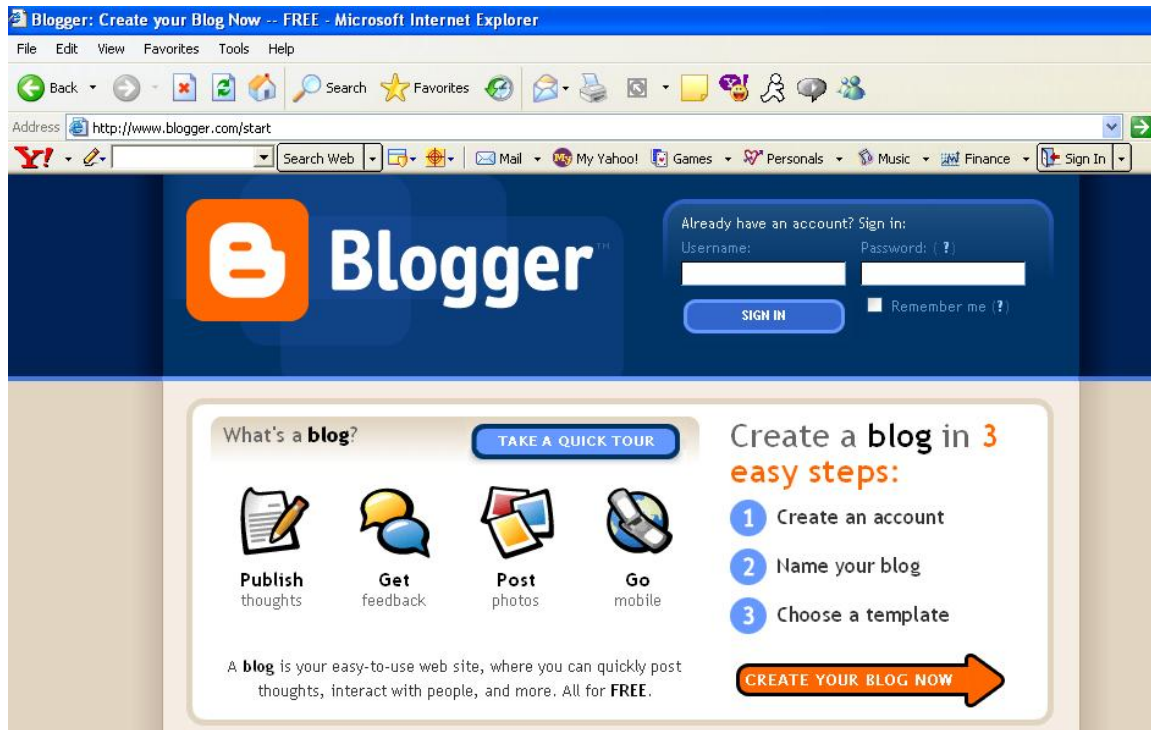 Blogger: Create your Blog Now -- FREE - Microsoft Internet Explorer
File Edit View Favorites Tools Help
Back Search Favorites
Address http://www.blogger.com/start
Y! Search Web Mail My My Yahoo! Games Personals Music Finance Sign In
B Blogger™
Already have an account? Sign in:
Username: Password: (?)
SIGN IN Remember me (?)
What's a blog?
TAKE A QUICK TOUR
Publish thoughts
Get feedback
Post photos
Go mobile
A blog is your easy-to-use web site, where you can quickly post
thoughts, interact with people, and more. All for FREE.
Create a blog in 3
easy steps:
1 Create an account
2 Name your blog
3 Choose a template
CREATE YOUR BLOG NOW